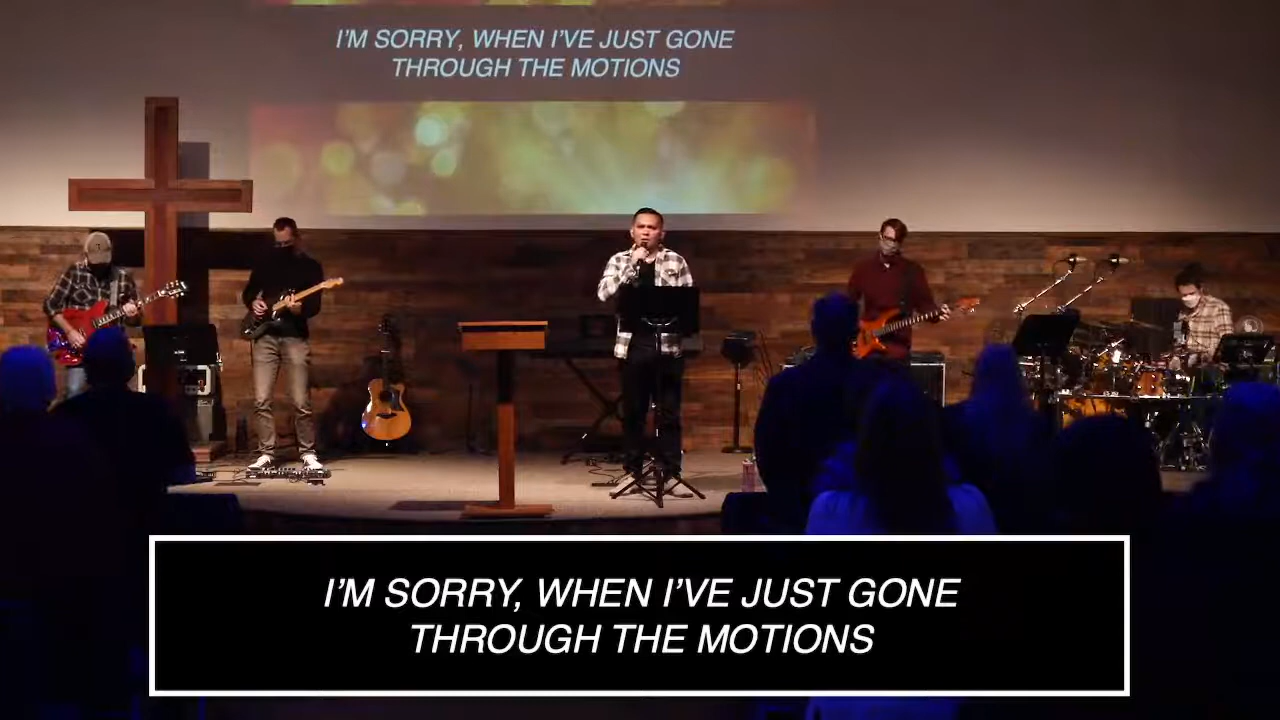 I'M SORRY, WHEN I'VE JUST GONE
THROUGH THE MOTIONS
I'M SORRY, WHEN I'VE JUST GONE
THROUGH THE MOTIONS